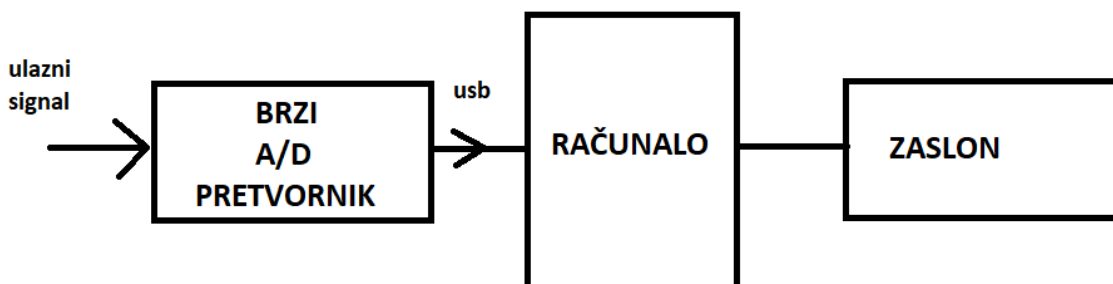 ulazni
signal
BRZI
A/D
PRETVORNIK
usb
RAČUNALO
ZASLON